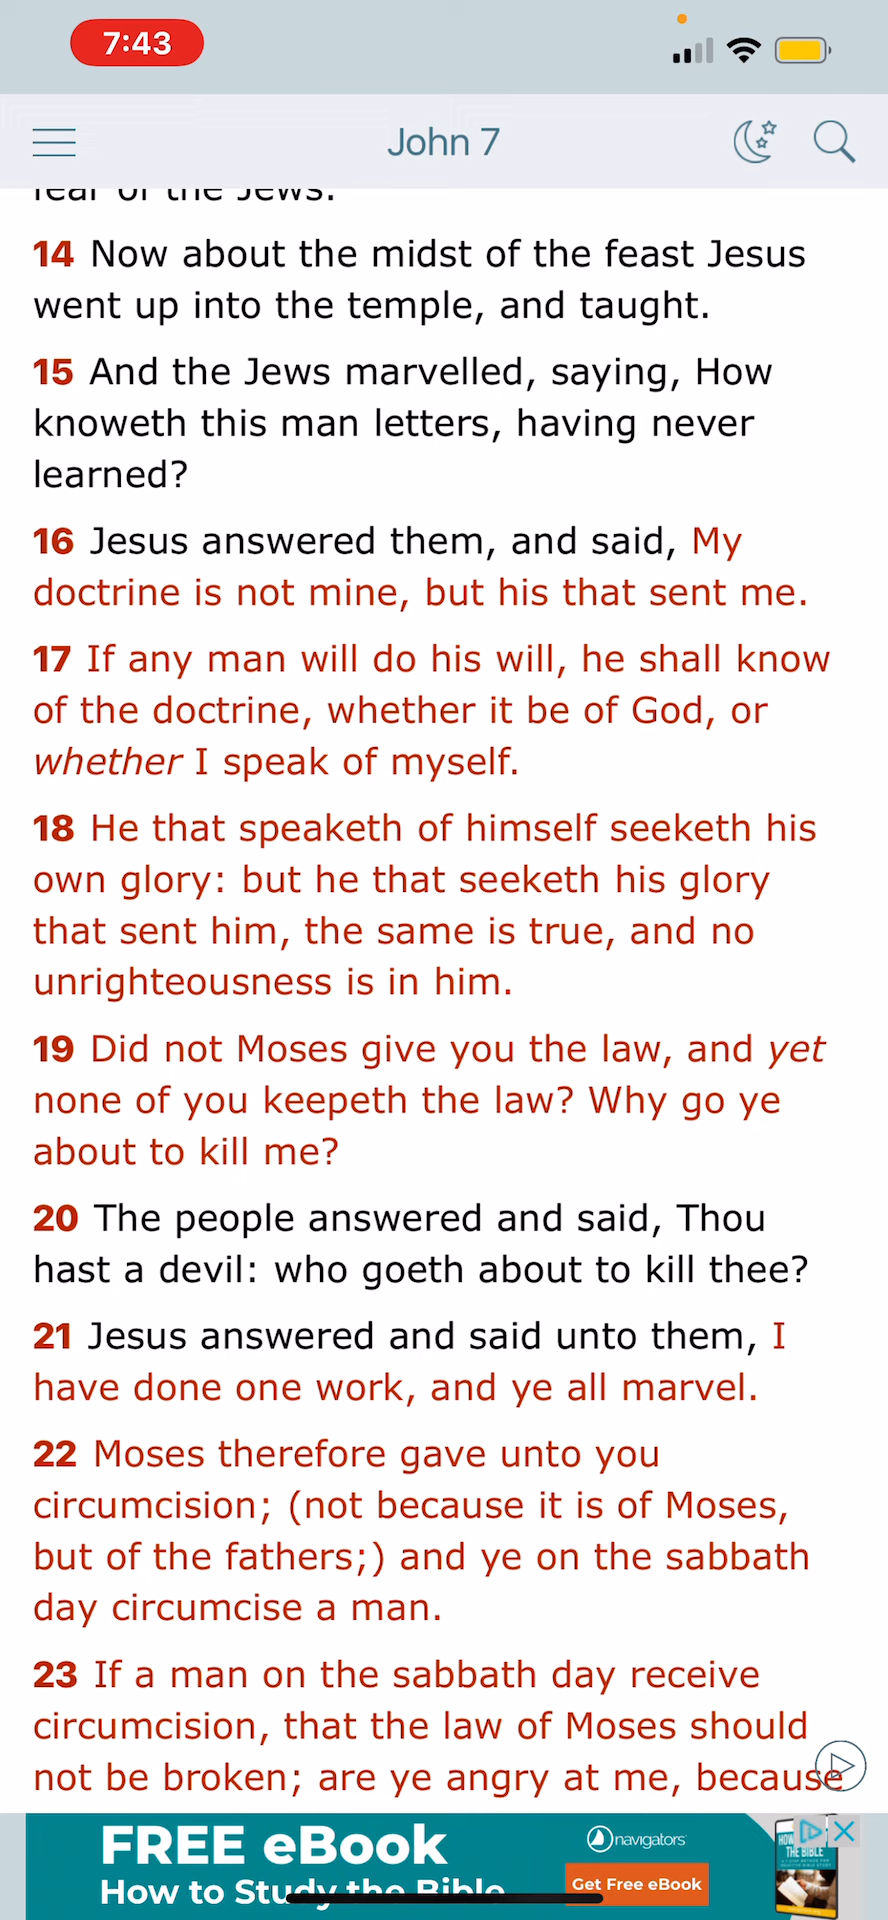 7:43
John 7
fear of the Jews.
14 Now about the midst of the feast Jesus
went up into the temple, and taught.
15 And the Jews marvelled, saying, How
knoweth this man letters, having never
learned?
16 Jesus answered them, and said, My
doctrine is not mine, but his that sent me.
17 If any man will do his will, he shall know
of the doctrine, whether it be of God, or
whether I speak of myself.
18 He that speaketh of himself seeketh his
own glory: but he that seeketh his glory
that sent him, the same is true, and no
unrighteousness is in him.
19 Did not Moses give you the law, and yet
none of you keepeth the law? Why go ye
about to kill me?
20 The people answered and said, Thou
hast a devil: who goeth about to kill thee?
21 Jesus answered and said unto them, I
have done one work, and ye all marvel.
22 Moses therefore gave unto you
circumcision; (not because it is of Moses,
but of the fathers;) and ye on the sabbath
day circumcise a man.
23 If a man on the sabbath day receive
circumcision, that the law of Moses should
not be broken; are ye angry at me, because
FREE eBook
How to Study the Bible
navigators
Get Free eBook
THE BIBLE